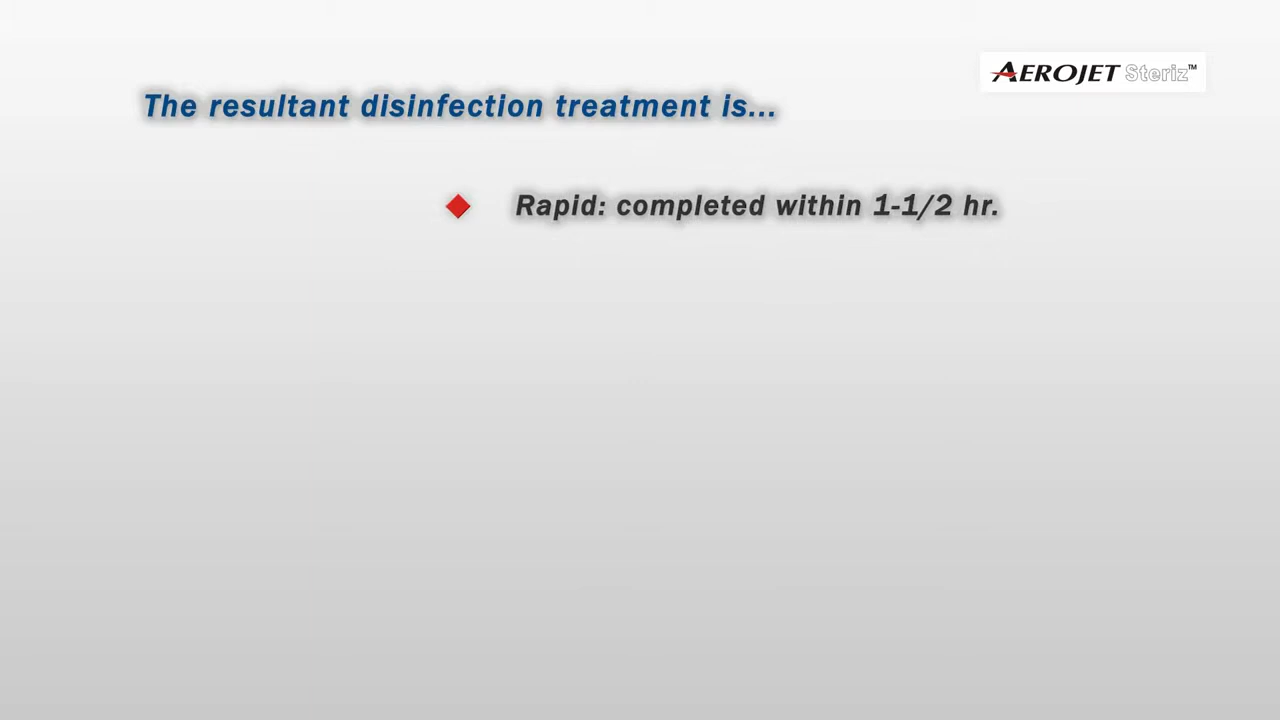 AEROJET Steriz™
The resultant disinfection treatment is...
Rapid: completed within 1-1/2 hr.